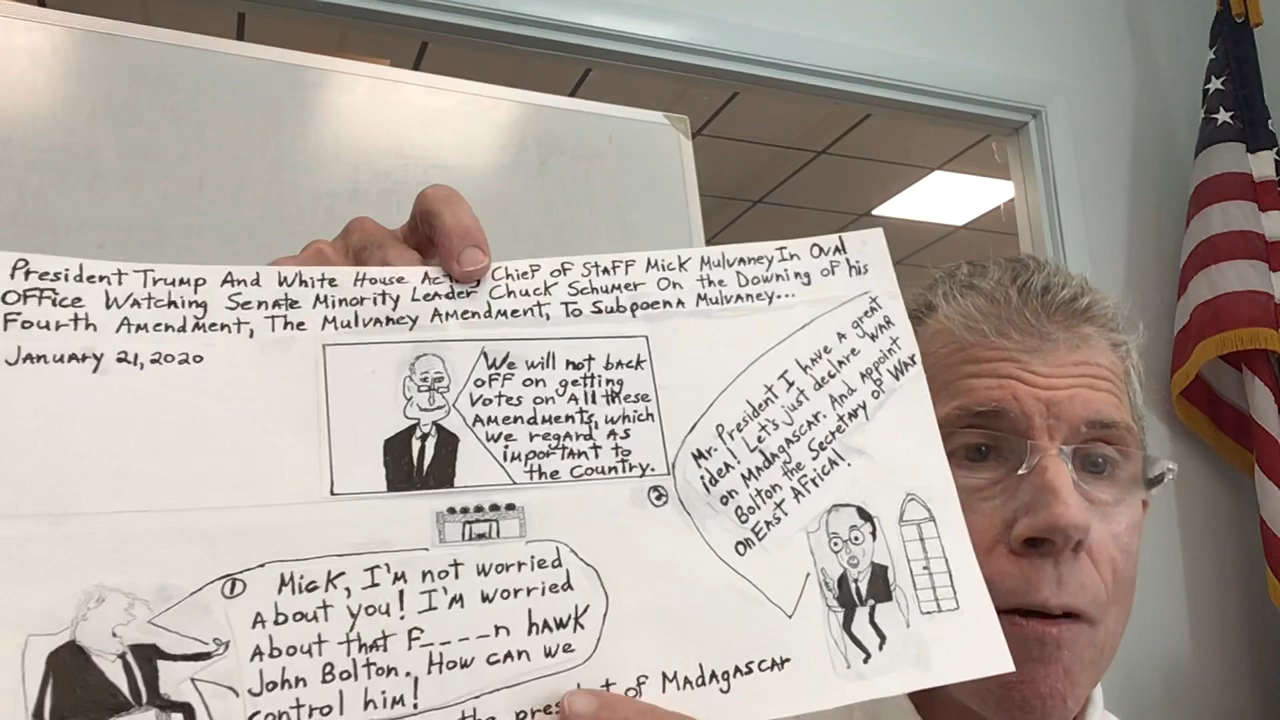 President Trump And White House Acting Chief of Staff Mick Mulvaney In Oval
Office Watching Senate Minority Leader Chuck Schumer On the Downing of his
Fourth Amendment, The Mulvaney Amendment, To Subpoena Mulvaney...
January 21, 2020
We will not back
off on getting
Votes on All these
Amendments, which
we regard as
important to
the Country.
②
Mr. President I have a great
idea! Let's just declare WAR
on Madagascar. And Appoint
Bolton the Secretary of War
on East Africa!
①
Mick, I'm not worried
About you! I'm worried
About that F----n hawk
John Bolton. How can we
control him!
the of Madagascar